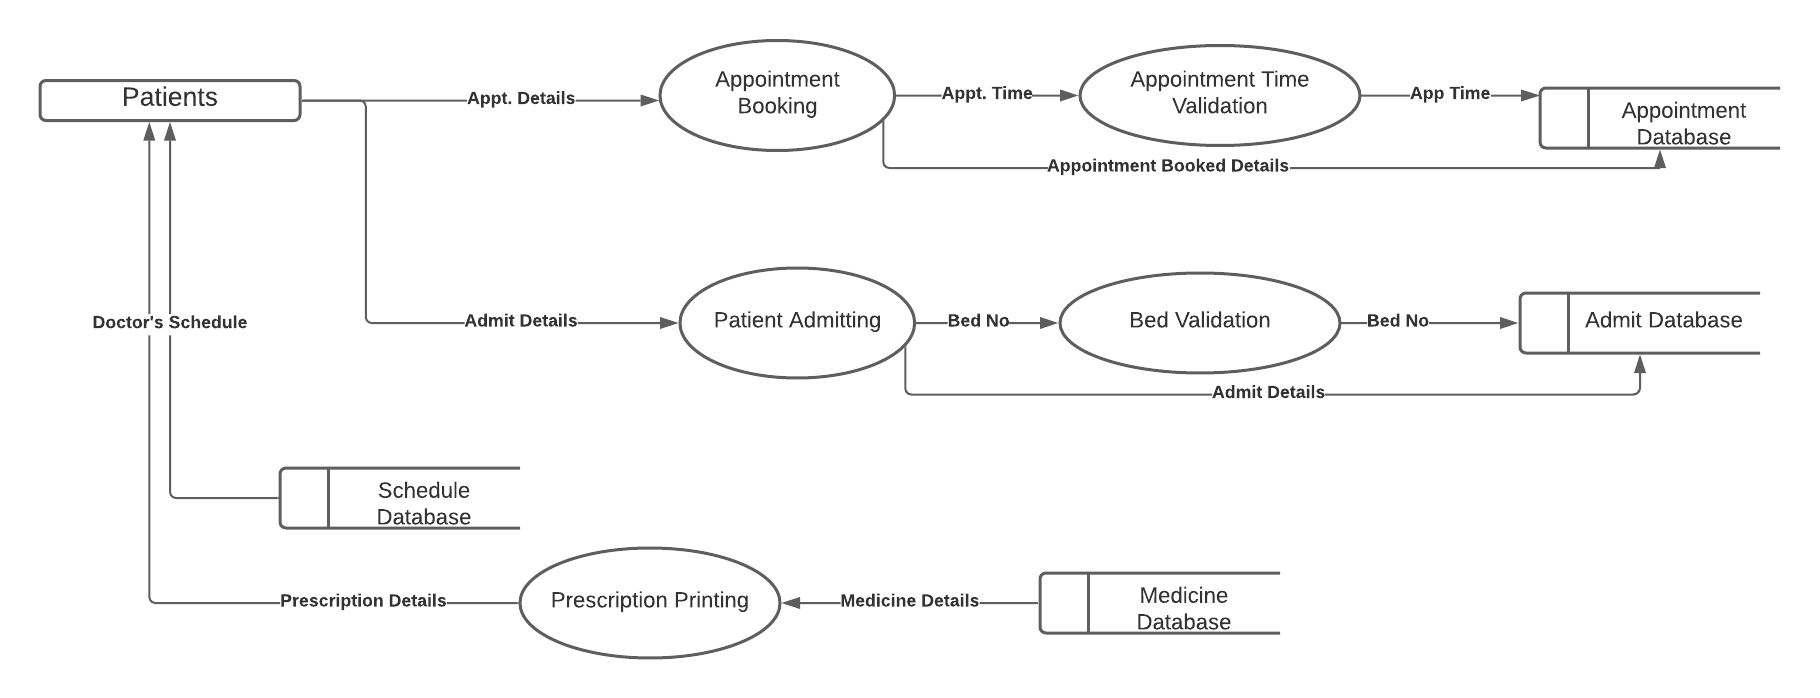 Patients
Appt. Details
Appointment
Booking
Appt. Time
Appointment Time
Validation
App Time
Appointment
Database
Appointment Booked Details
Doctor's Schedule
Admit Details
Patient Admitting
Bed No
Bed Validation
Bed No
Admit Database
Admit Details
Schedule
Database
Prescription Details
Prescription Printing
Medicine Details
Medicine
Database